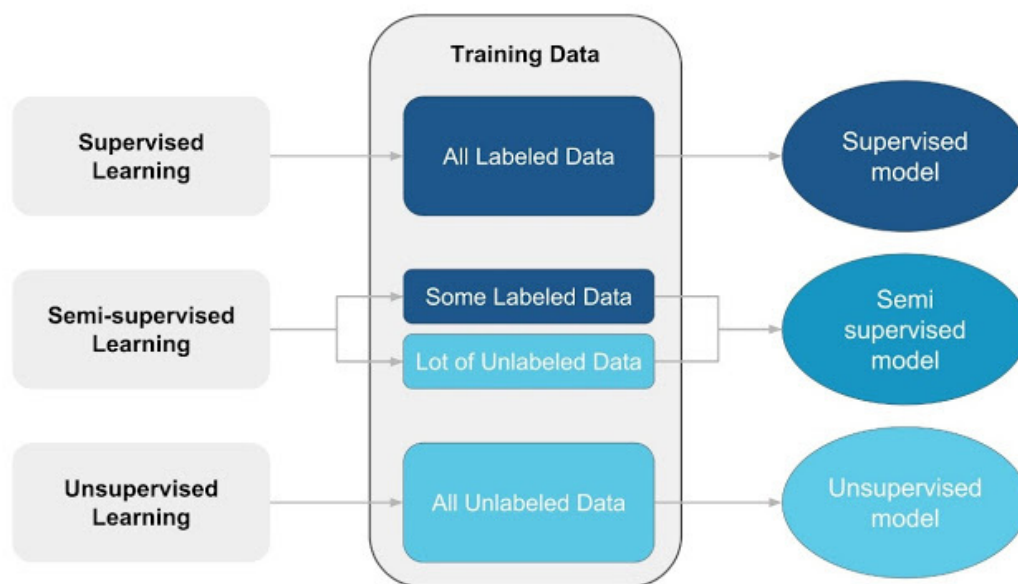 Training Data
Supervised
Learning
All Labeled Data
Supervised
model
Semi-supervised
Learning
Some Labeled Data
Lot of Unlabeled Data
Semi
supervised
model
Unsupervised
Learning
All Unlabeled Data
Unsupervised
model